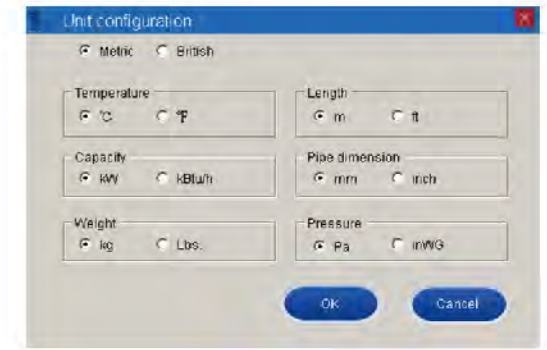 Unit configuration
Metric British
Temperature
°C °F
Length
m ft
Capacity
kW kBtu/h
Pipe dimension
mm inch
Weight
kg Lbs.
Pressure
Pa inWG
OK Cancel